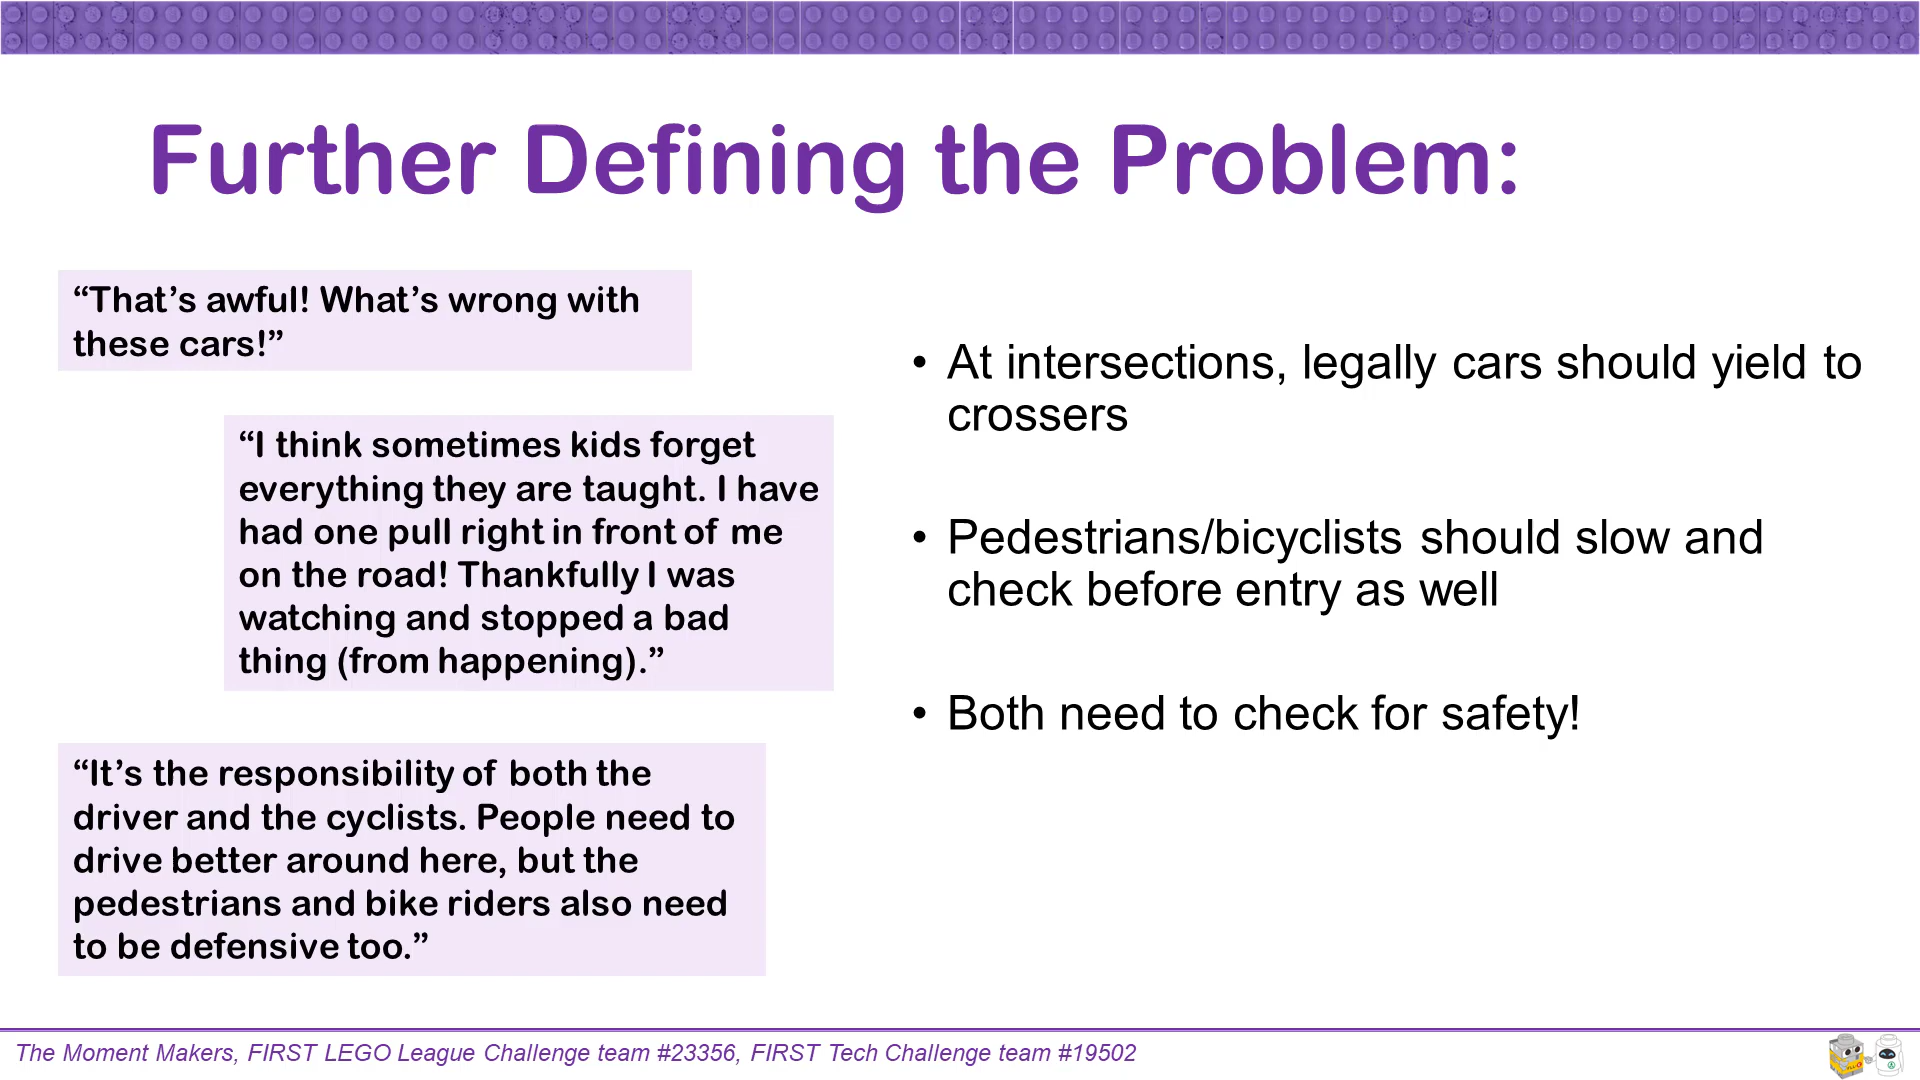 Further Defining the Problem:
“That’s awful! What’s wrong with
these cars!”
“I think sometimes kids forget
everything they are taught. I have
had one pull right in front of me
on the road! Thankfully I was
watching and stopped a bad
thing (from happening).”
“It’s the responsibility of both the
driver and the cyclists. People need to
drive better around here, but the
pedestrians and bike riders also need
to be defensive too.”
• At intersections, legally cars should yield to
crossers
• Pedestrians/bicyclists should slow and
check before entry as well
• Both need to check for safety!
The Moment Makers, FIRST LEGO League Challenge team #23356, FIRST Tech Challenge team #19502